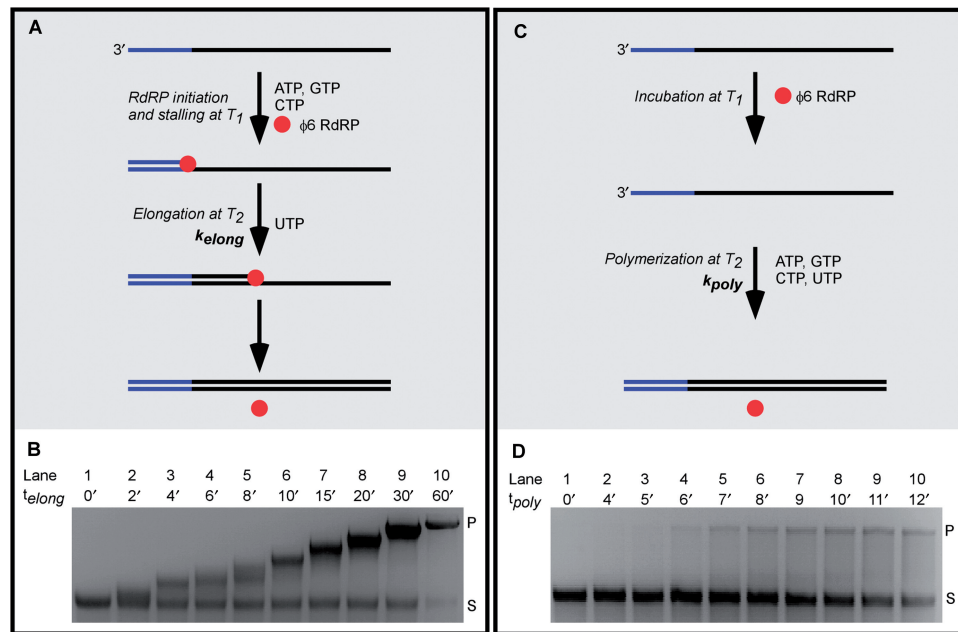 A
3′
RdRP initiation
and stalling at T1
ATP, GTP
CTP
ϕ6 RdRP
Elongation at T2
kelong
UTP
B
Lane 1 2 3 4 5 6 7 8 9 10
telong 0′ 2′ 4′ 6′ 8′ 10′ 15′ 20′ 30′ 60′
P
S
C
3′
Incubation at T1
ϕ6 RdRP
3′
Polymerization at T2
kpoly
ATP, GTP
CTP, UTP
D
Lane 1 2 3 4 5 6 7 8 9 10
tpoly 0′ 4′ 5′ 6′ 7′ 8′ 9 10′ 11′ 12′
P
S